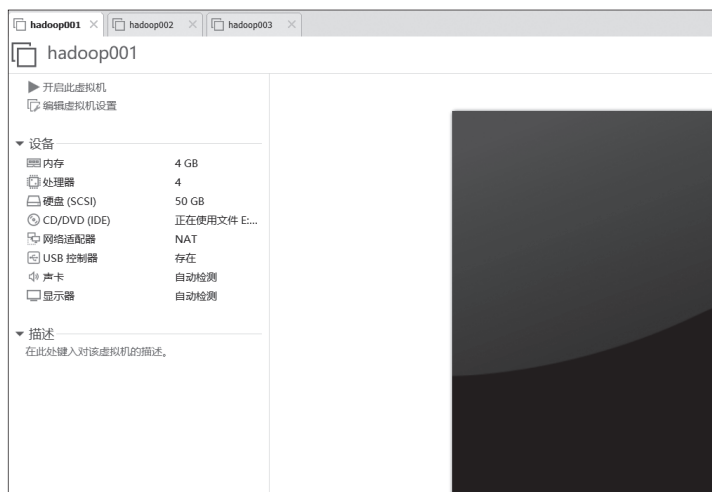 hadoop001 hadoop002 hadoop003
hadoop001
开启此虚拟机
编辑虚拟机设置
设备
内存 4 GB
处理器 4
硬盘 (SCSI) 50 GB
CD/DVD (IDE) 正在使用文件 E:...
网络适配器 NAT
USB 控制器 存在
声卡 自动检测
显示器 自动检测
描述
在此处键入对该虚拟机的描述。